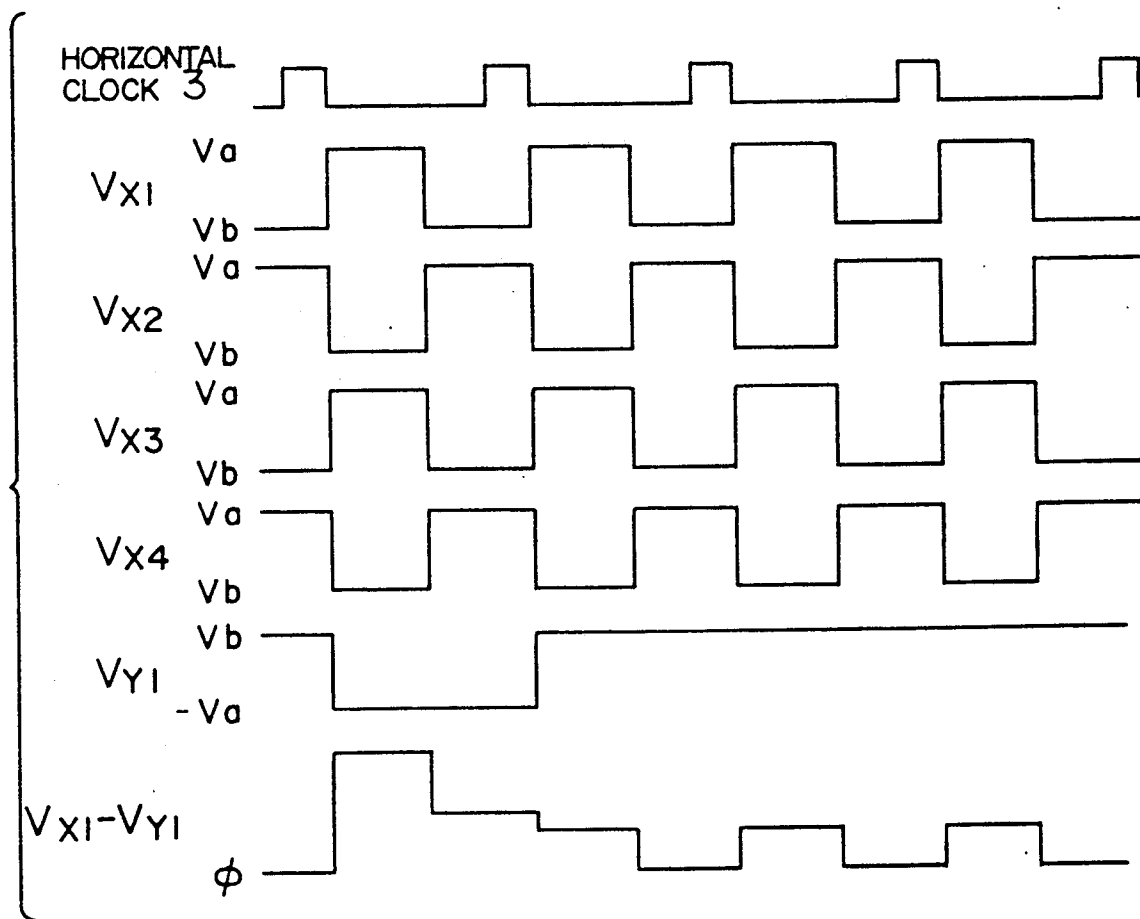 HORIZONTAL
CLOCK 3
Va
VX1
Vb
Va
VX2
Vb
Va
VX3
Vb
Va
VX4
Vb
Vb
VY1
-Va
VX1-VY1
ϕ